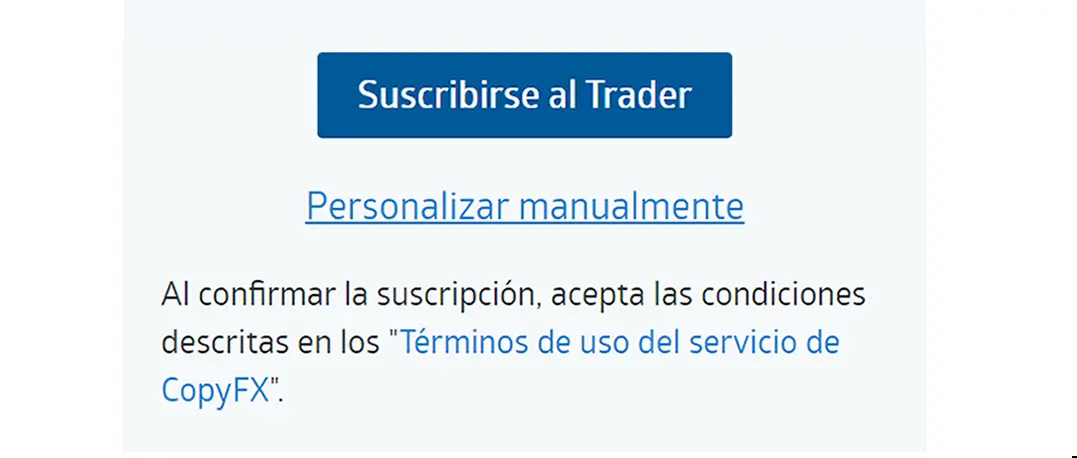 Suscribirse al Trader
Personalizar manualmente
Al confirmar la suscripción, acepta las condiciones
descritas en los "Términos de uso del servicio de
CopyFX".